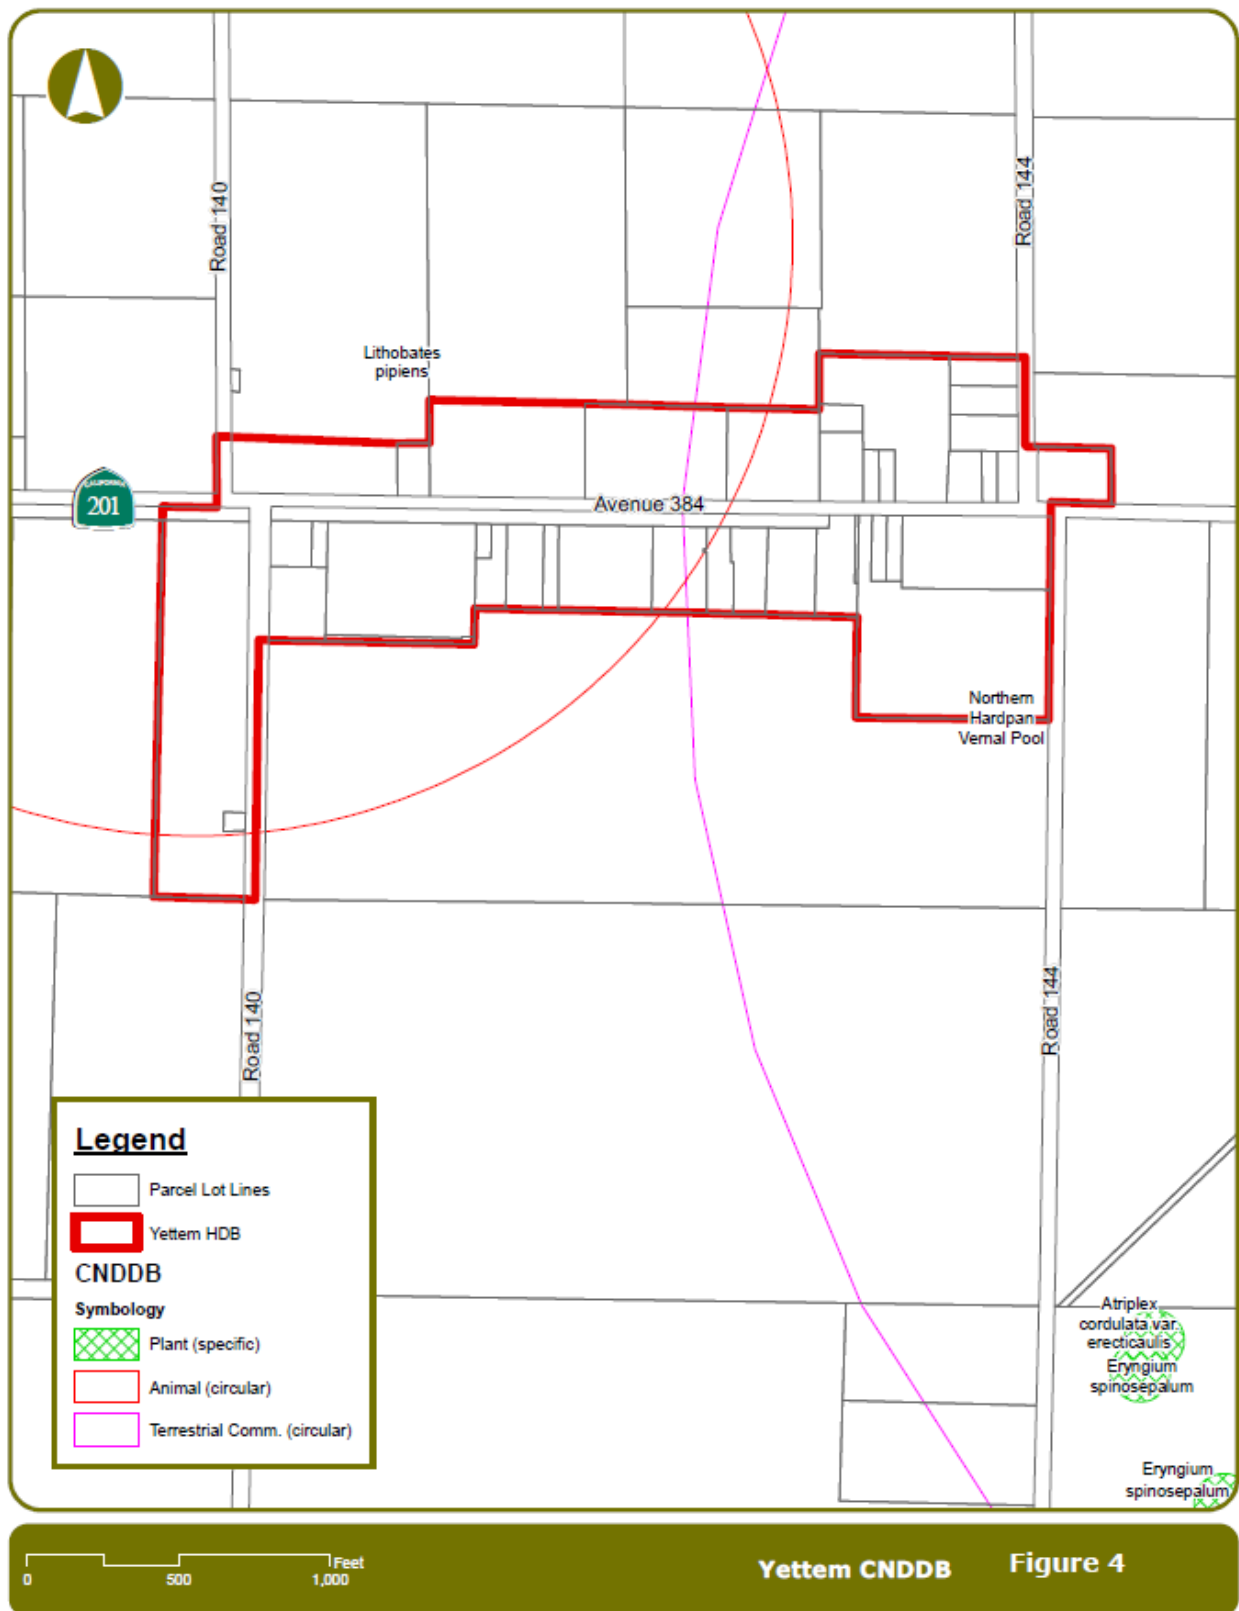 Road 140
Road 144
Lithobates
pipiens
CALIFORNIA
201
Avenue 384
Northern
Hardpan
Vernal Pool
Road 140
Road 144
Legend
Parcel Lot Lines
Yettem HDB
CNDDB
Symbology
Plant (specific)
Animal (circular)
Terrestrial Comm. (circular)
Atriplex
cordulata var.
erecticaulis
Eryngium
spinosepalum
Eryngium
spinosepalum
Feet
0 500 1,000
Yettem CNDDB Figure 4